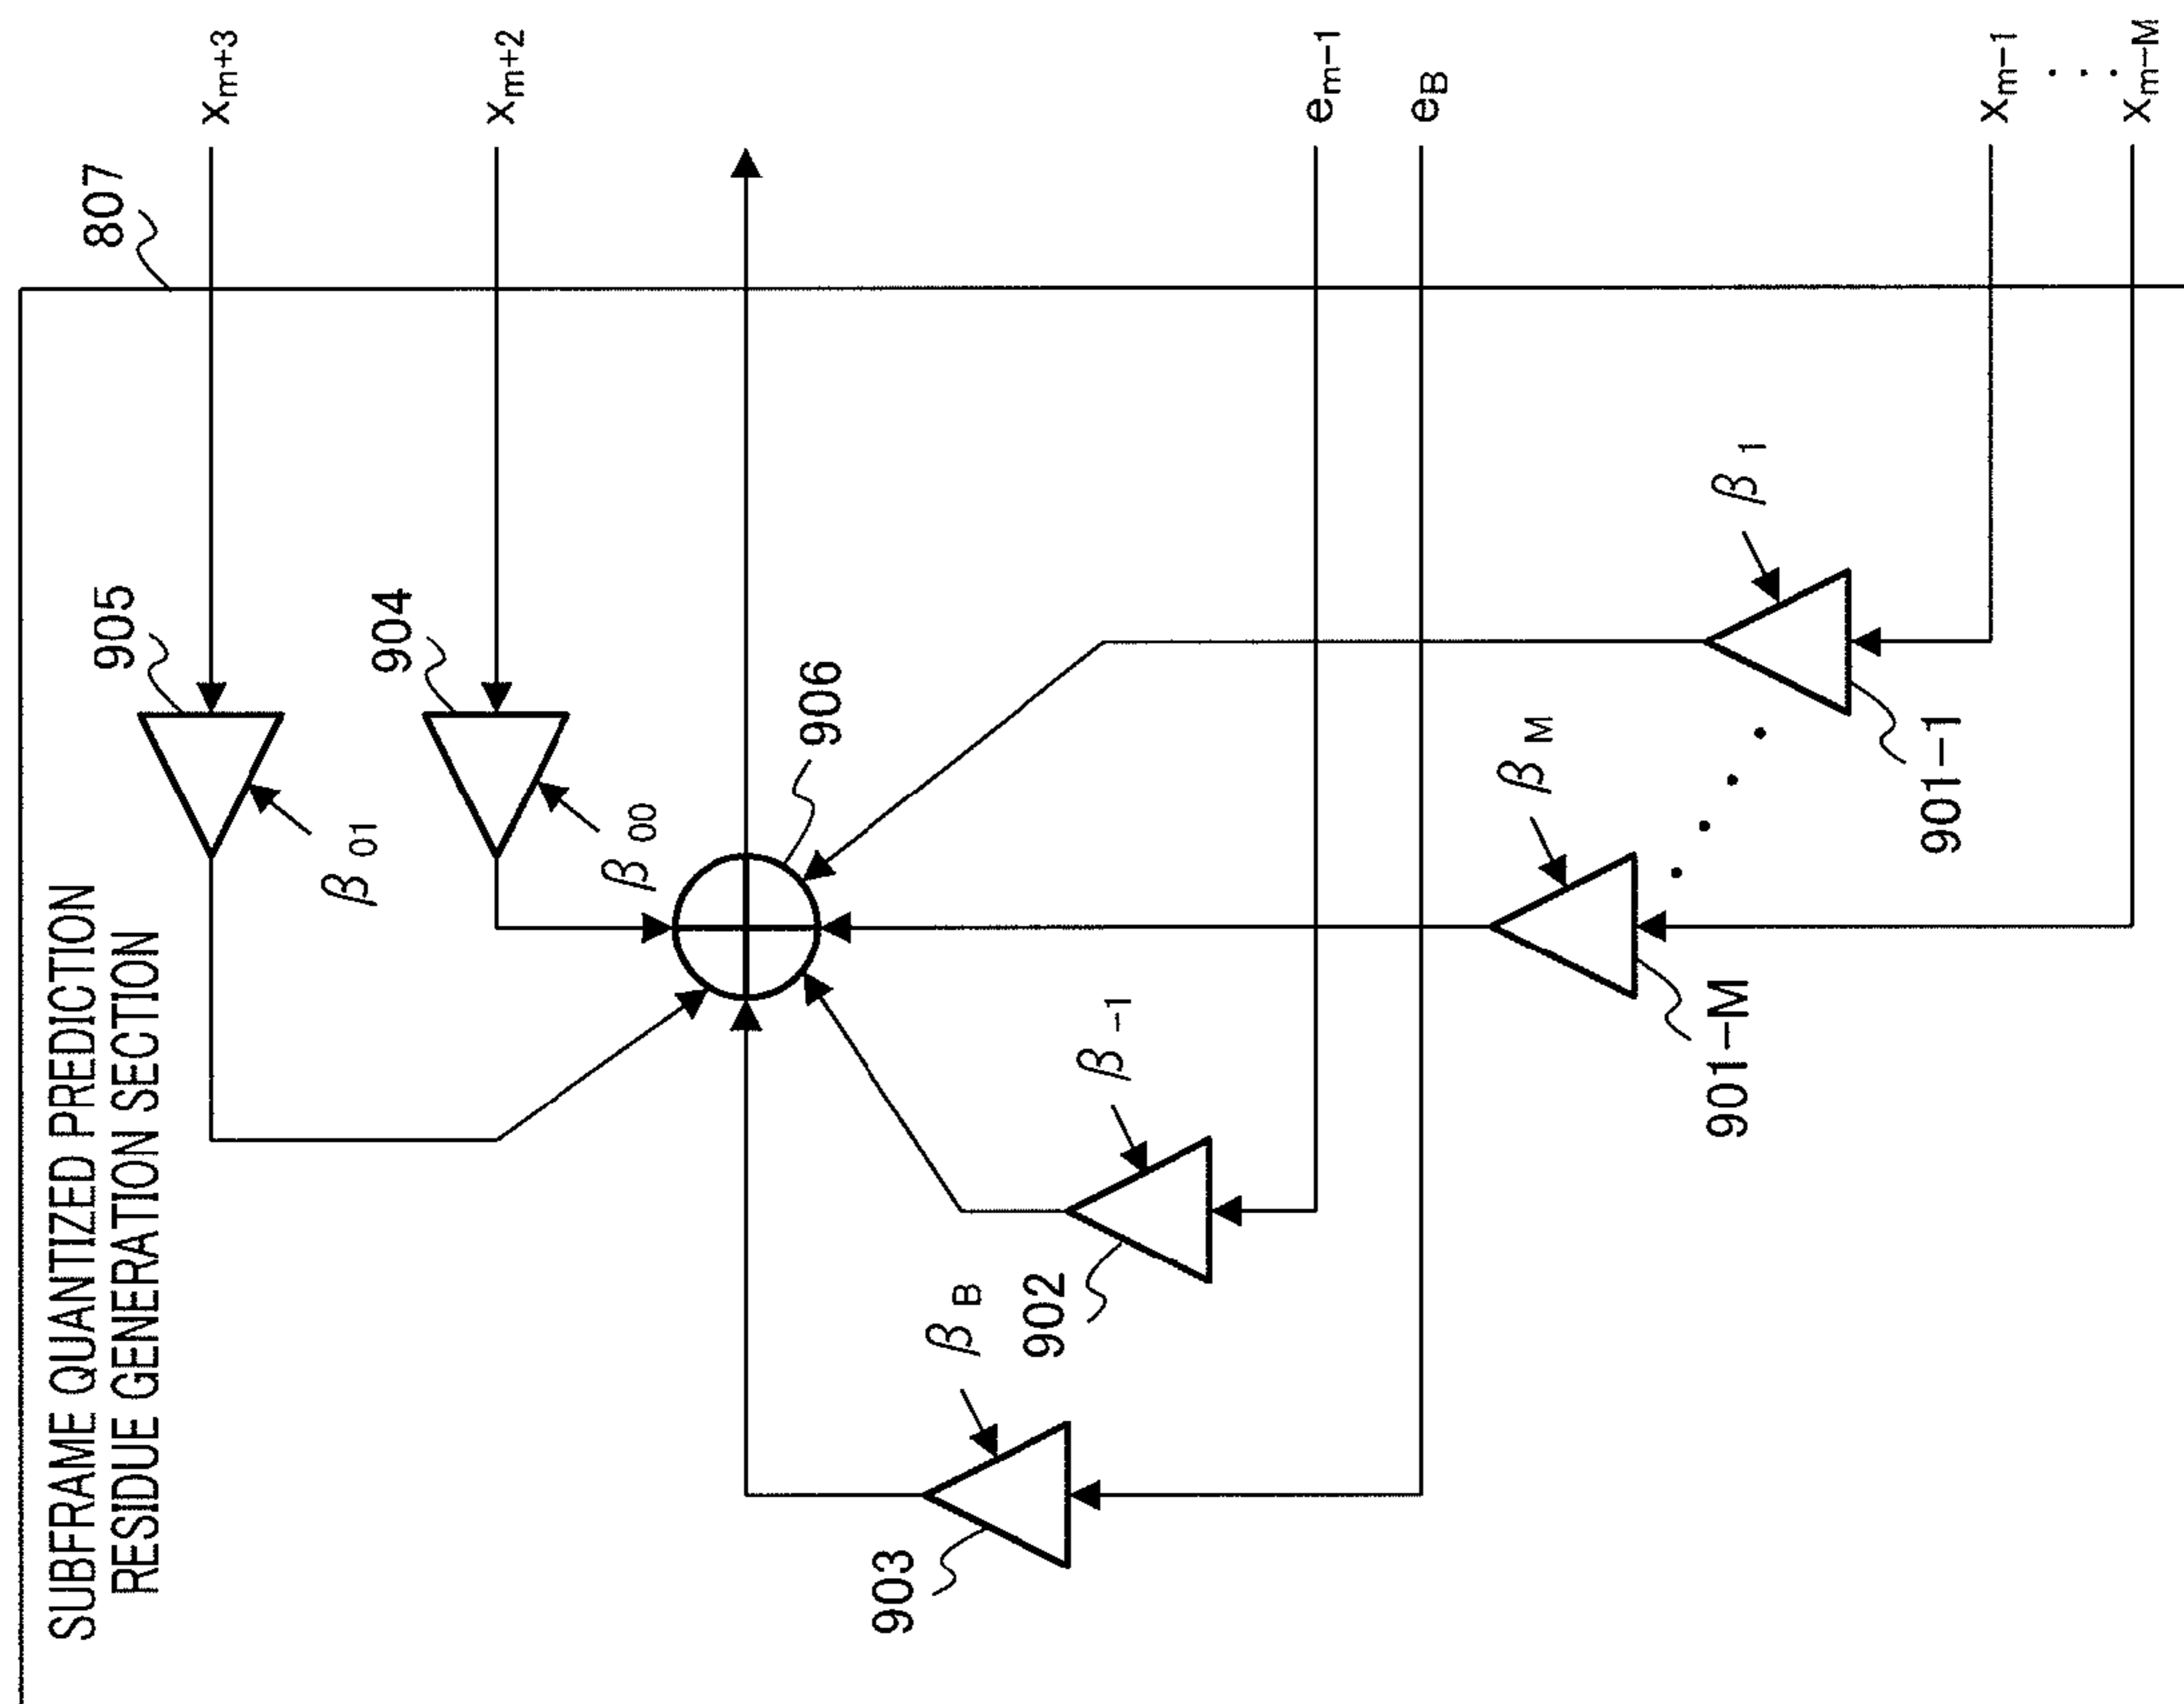 SUBFRAME QUANTIZED PREDICTION
RESIDUE GENERATION SECTION
807
905
xm+3
β01
904
xm+2
β00
906
903
βB
902
β-1
em-1
eB
901-M
βM
901-1
β1
xm-1
xm-M